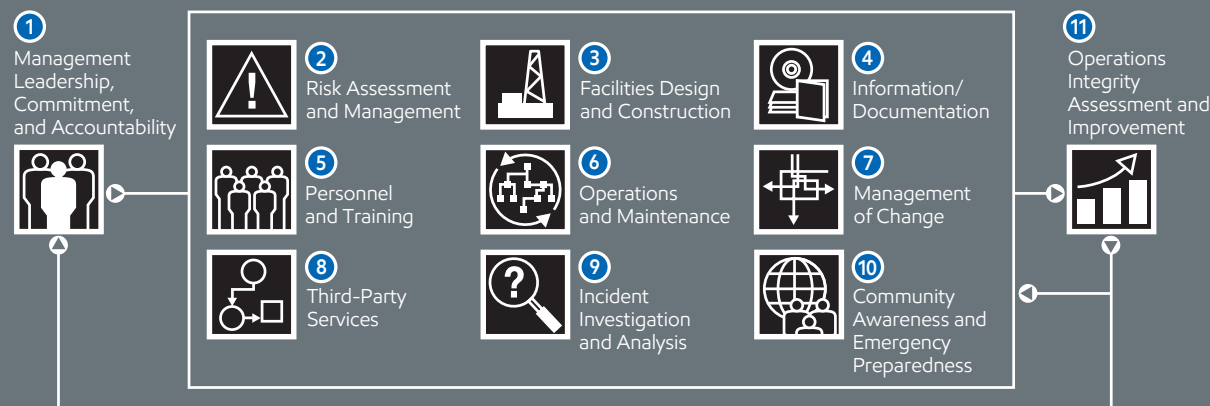 1
Management
Leadership,
Commitment,
and Accountability
2
Risk Assessment
and Management
3
Facilities Design
and Construction
4
Information/
Documentation
5
Personnel
and Training
6
Operations
and Maintenance
7
Management
of Change
8
Third-Party
Services
9
Incident
Investigation
and Analysis
10
Community
Awareness and
Emergency
Preparedness
11
Operations
Integrity
Assessment and
Improvement